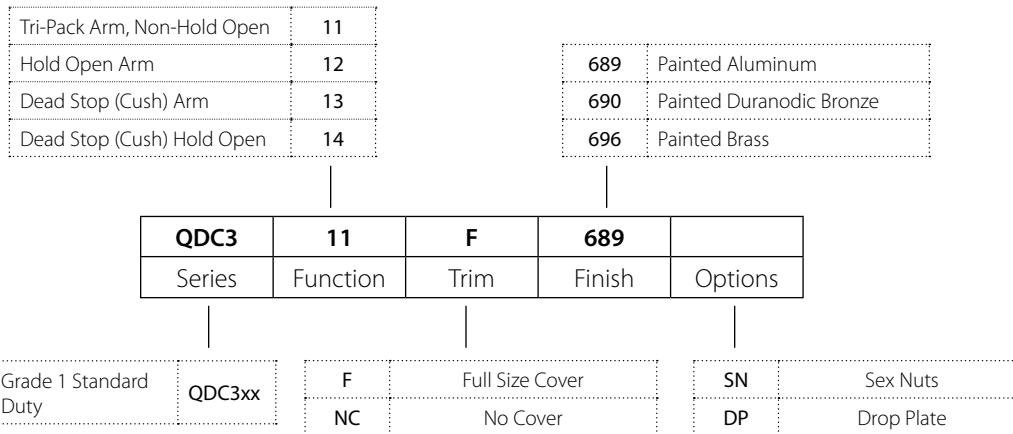 Tri-Pack Arm, Non-Hold Open 11
Hold Open Arm 12
Dead Stop (Cush) Arm 13
Dead Stop (Cush) Hold Open 14
689 Painted Aluminum
690 Painted Duranodic Bronze
696 Painted Brass
QDC3 11 F 689
Series Function Trim Finish Options
Grade 1 Standard
Duty
QDC3xx
F Full Size Cover
NC No Cover
SN Sex Nuts
DP Drop Plate